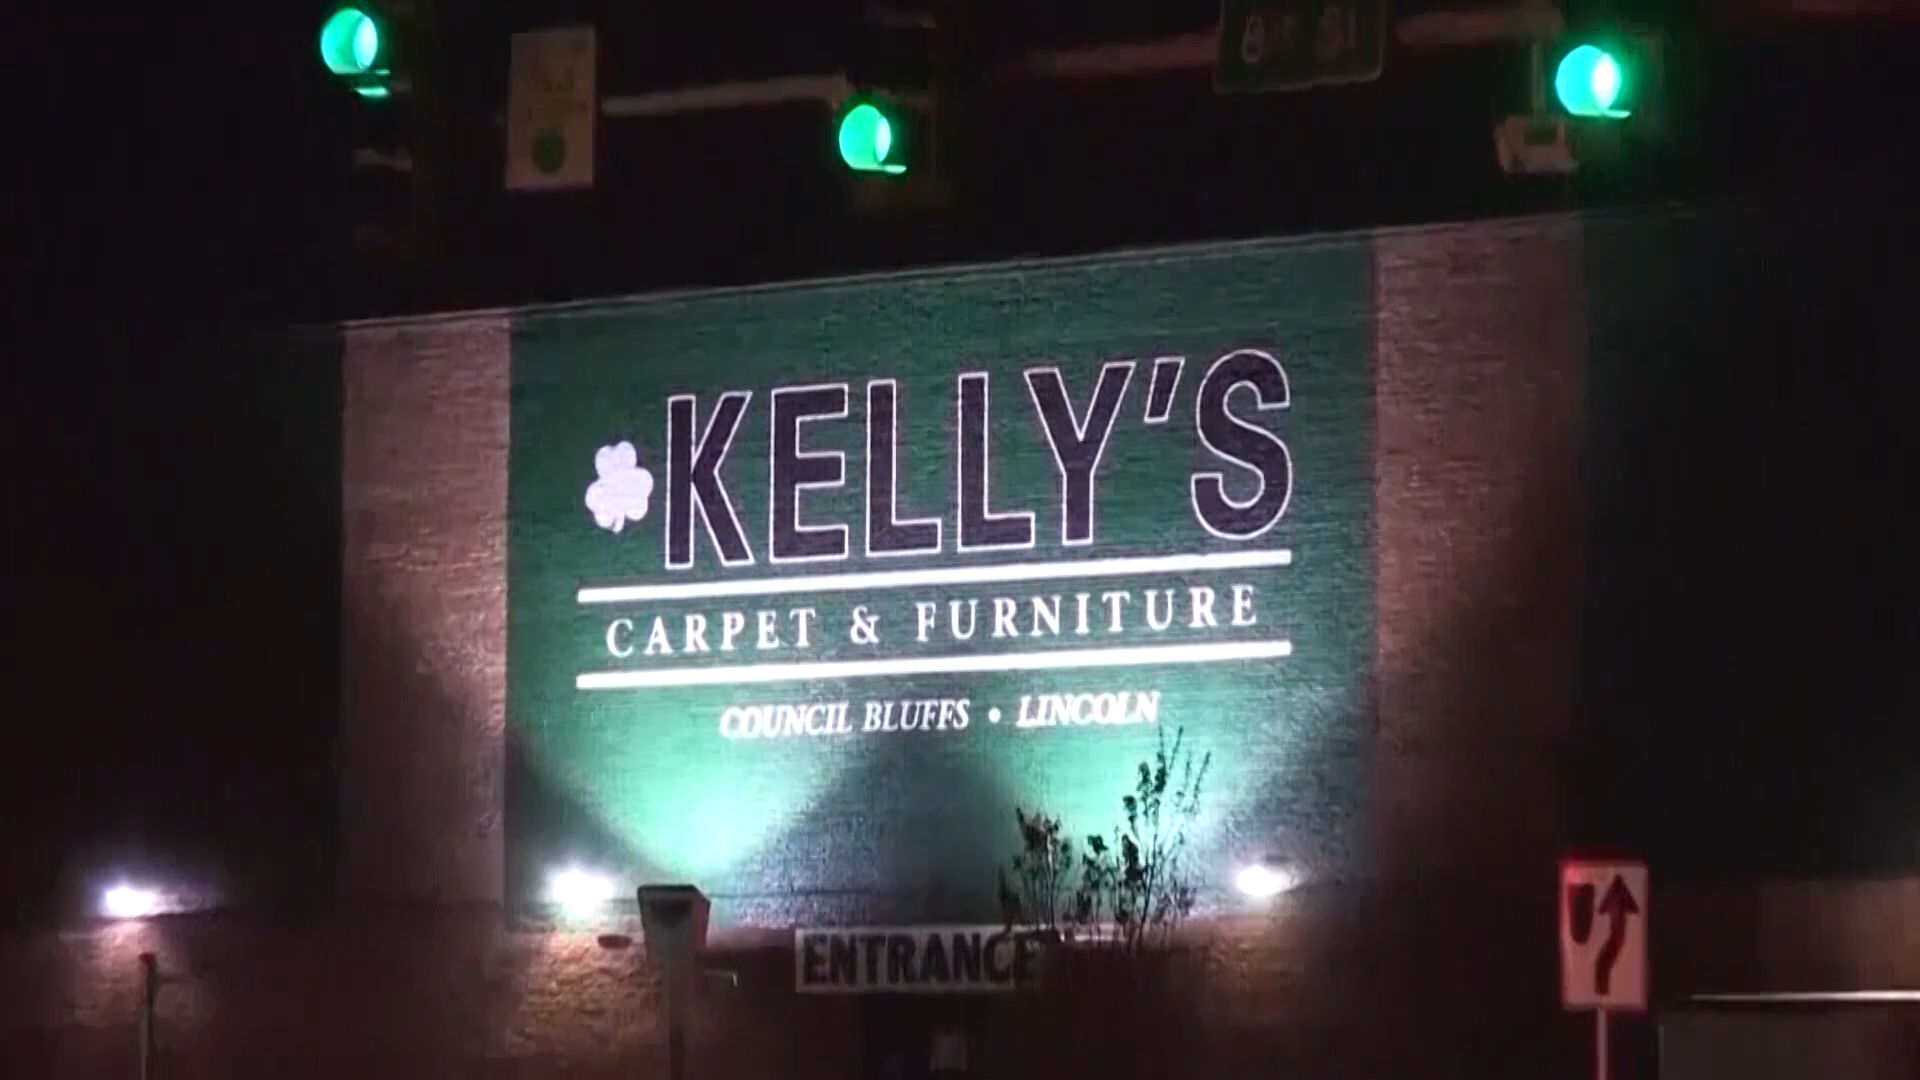 KELLY'S
CARPET & FURNITURE
COUNCIL BLUFFS • LINCOLN
ENTRANCE